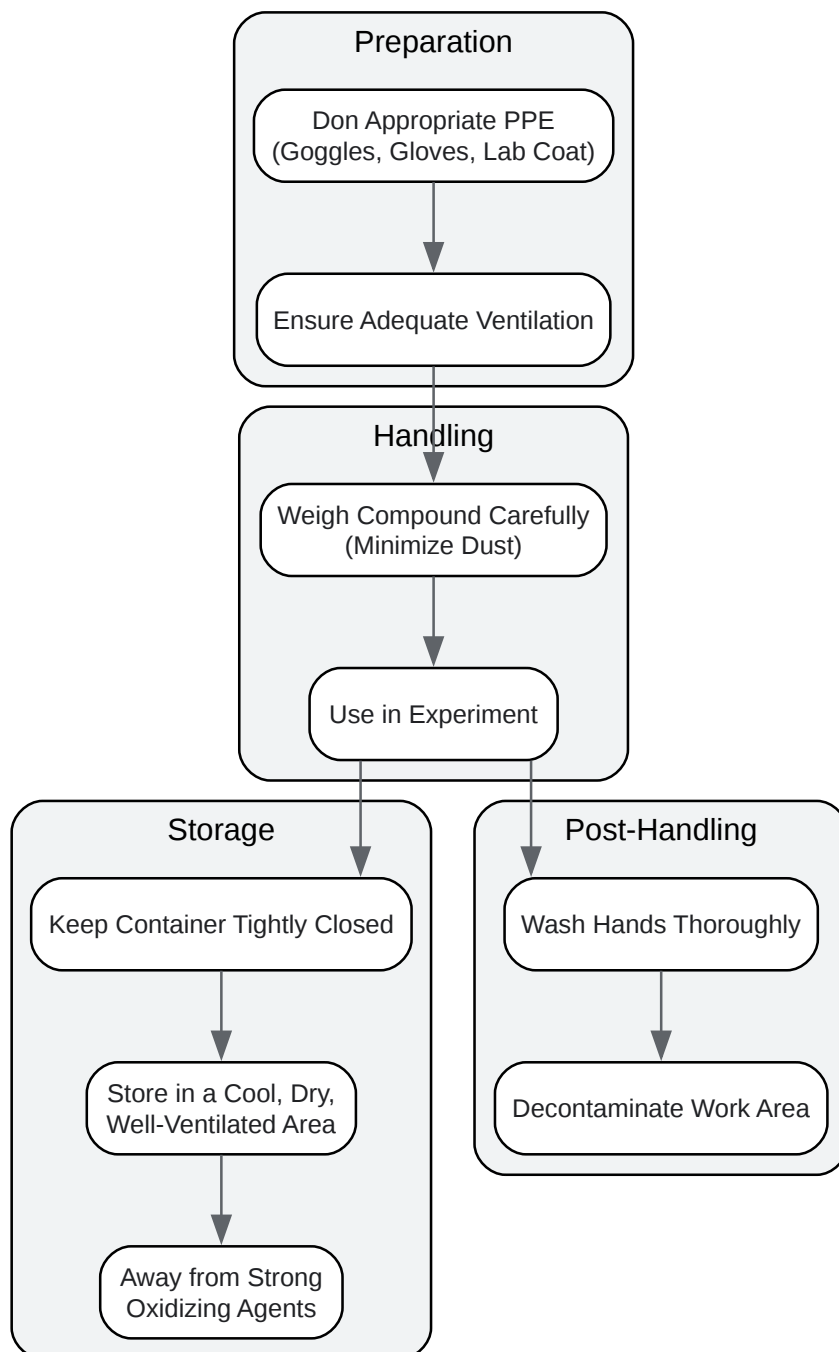 Preparation
Don Appropriate PPE
(Goggles, Gloves, Lab Coat)
Ensure Adequate Ventilation
Handling
Weigh Compound Carefully
(Minimize Dust)
Use in Experiment
Storage
Keep Container Tightly Closed
Store in a Cool, Dry,
Well-Ventilated Area
Away from Strong
Oxidizing Agents
Post-Handling
Wash Hands Thoroughly
Decontaminate Work Area